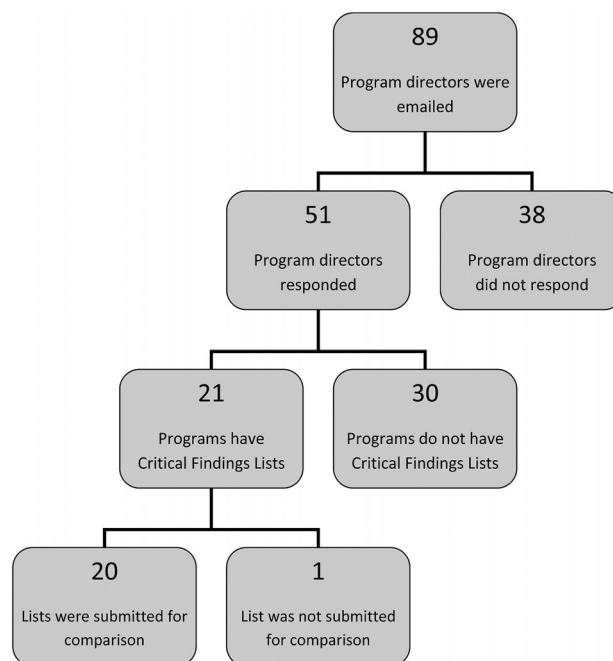 89
Program directors were
emailed
51
Program directors
responded
38
Program directors
did not respond
21
Programs have
Critical Findings Lists
30
Programs do not have
Critical Findings Lists
20
Lists were submitted for
comparison
1
List was not submitted
for comparison